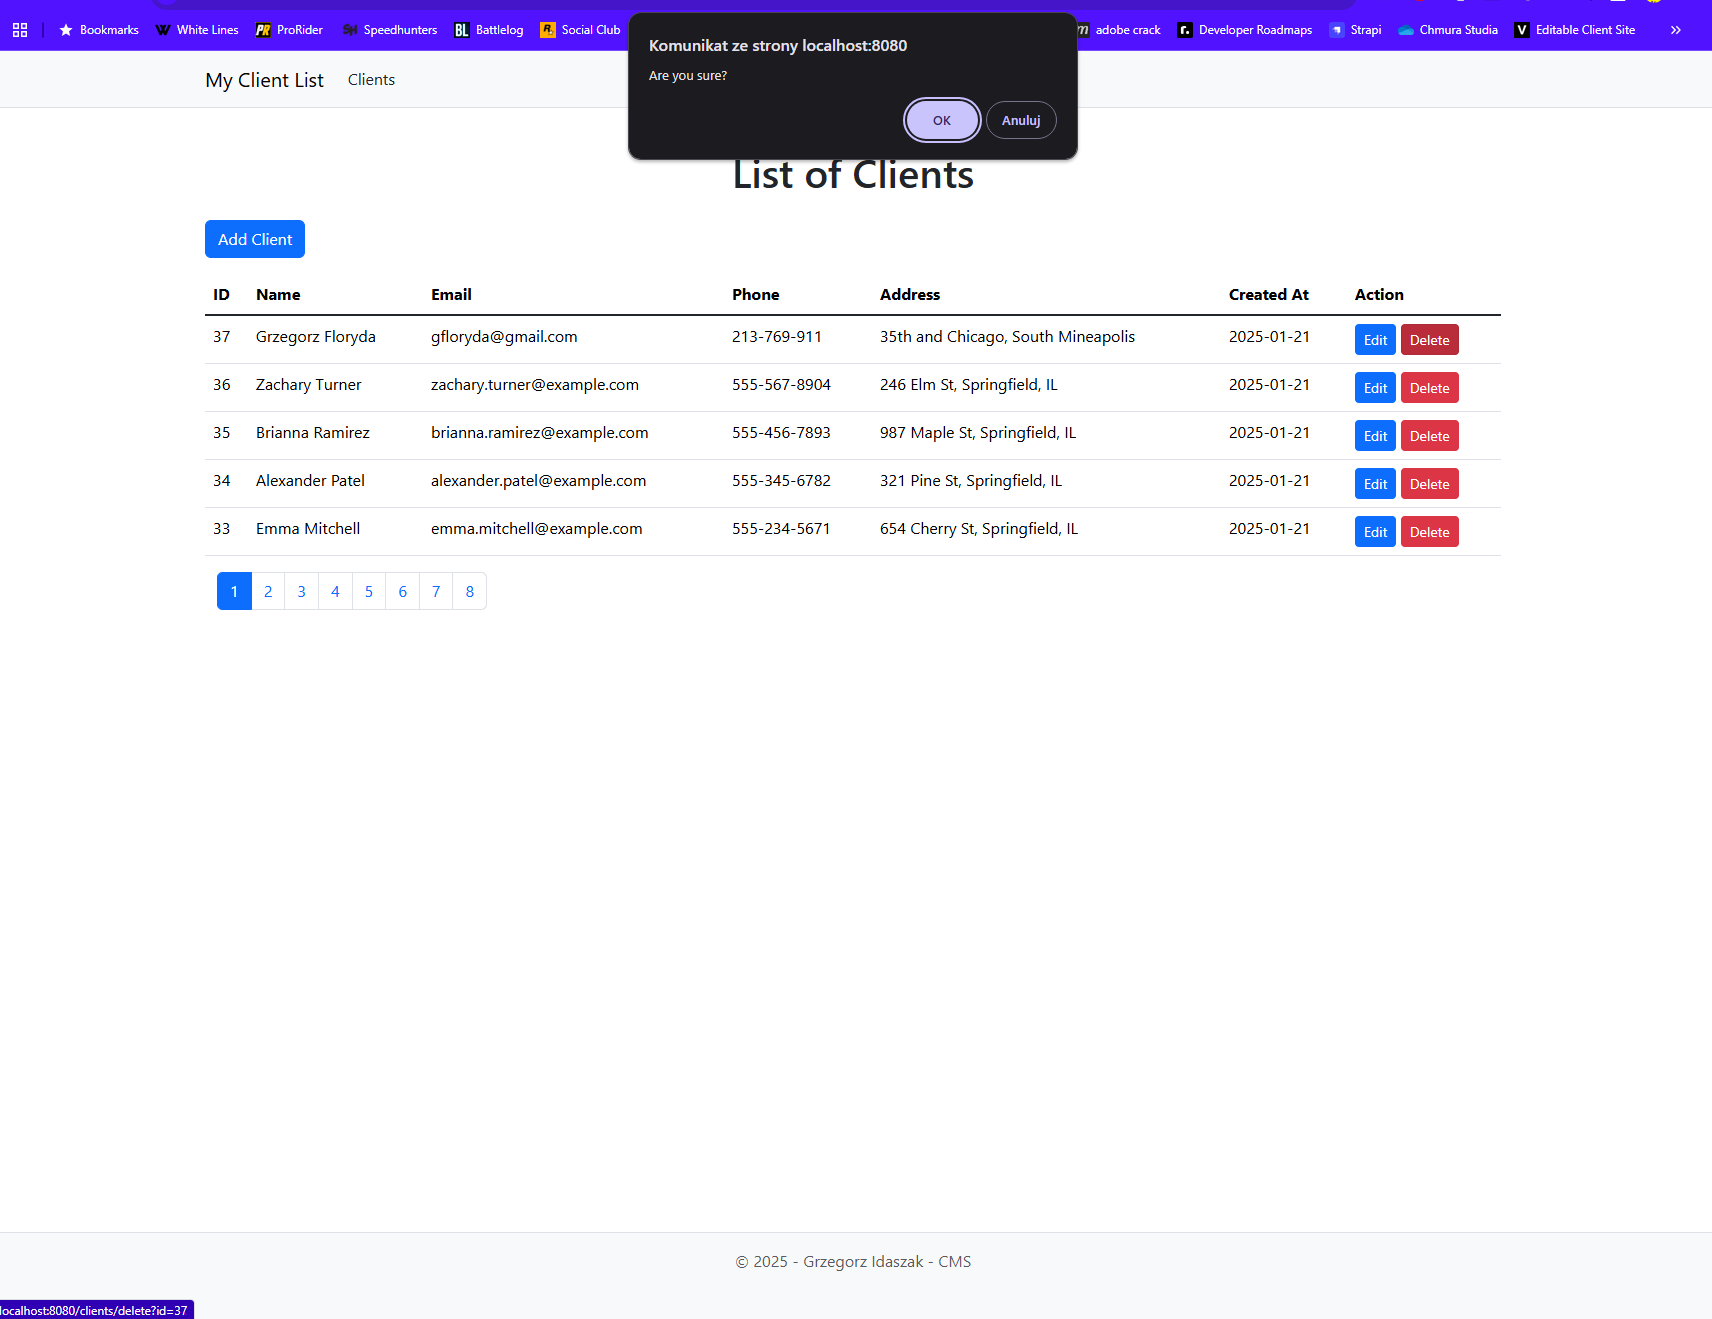 Bookmarks White Lines ProRider Speedhunters Battlelog Social Club adobe crack Developer Roadmaps Strapi Chmura Studia Editable Client Site »
Komunikat ze strony localhost:8080
Are you sure?
OK Anuluj
My Client List Clients
List of Clients
Add Client
ID Name Email Phone Address Created At Action
37 Grzegorz Floryda gfloryda@gmail.com 213-769-911 35th and Chicago, South Mineapolis 2025-01-21 Edit Delete
36 Zachary Turner zachary.turner@example.com 555-567-8904 246 Elm St, Springfield, IL 2025-01-21 Edit Delete
35 Brianna Ramirez brianna.ramirez@example.com 555-456-7893 987 Maple St, Springfield, IL 2025-01-21 Edit Delete
34 Alexander Patel alexander.patel@example.com 555-345-6782 321 Pine St, Springfield, IL 2025-01-21 Edit Delete
33 Emma Mitchell emma.mitchell@example.com 555-234-5671 654 Cherry St, Springfield, IL 2025-01-21 Edit Delete
1 2 3 4 5 6 7 8
© 2025 - Grzegorz Idaszak - CMS
localhost:8080/clients/delete?id=37